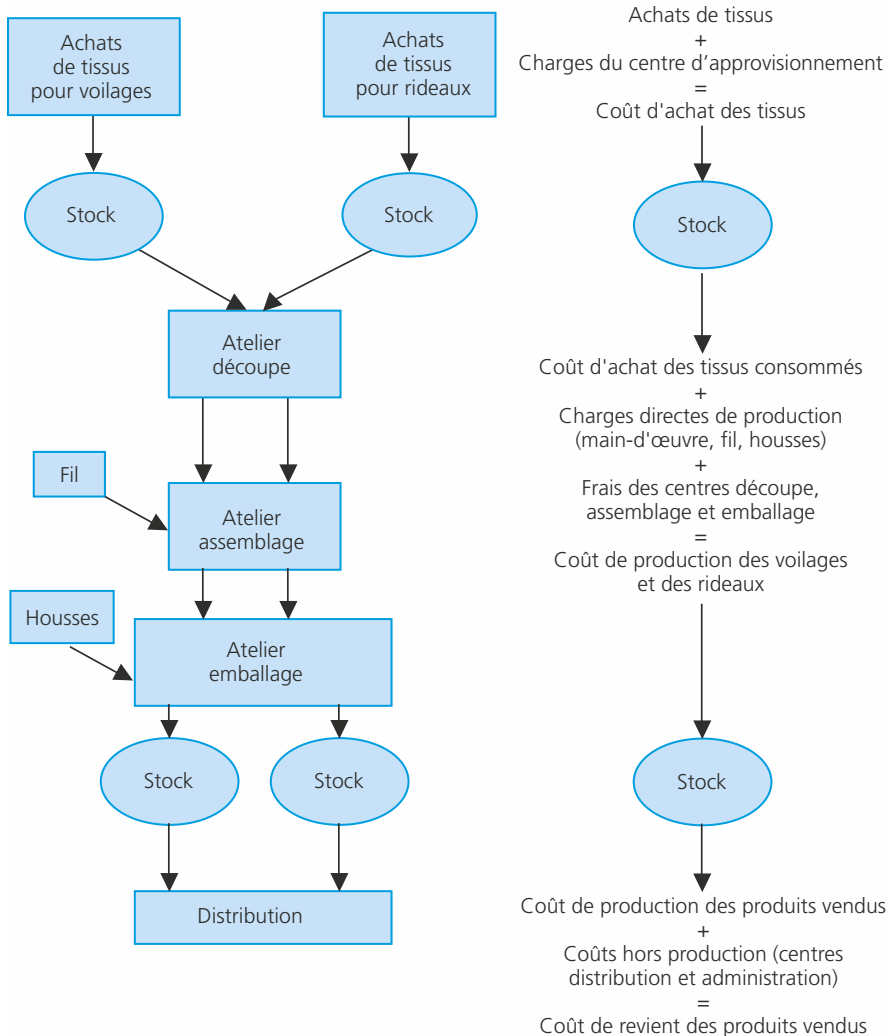 Achats
de tissus
pour voilages
Achats
de tissus
pour rideaux
Stock
Stock
Atelier
découpe
Fil
Atelier
assemblage
Housses
Atelier
emballage
Stock
Stock
Distribution
Achats de tissus
+
Charges du centre d’approvisionnement
=
Coût d'achat des tissus
Stock
Coût d'achat des tissus consommés
+
Charges directes de production
(main-d'œuvre, fil, housses)
+
Frais des centres découpe,
assemblage et emballage
=
Coût de production des voilages
et des rideaux
Stock
Coût de production des produits vendus
+
Coûts hors production (centres
distribution et administration)
=
Coût de revient des produits vendus